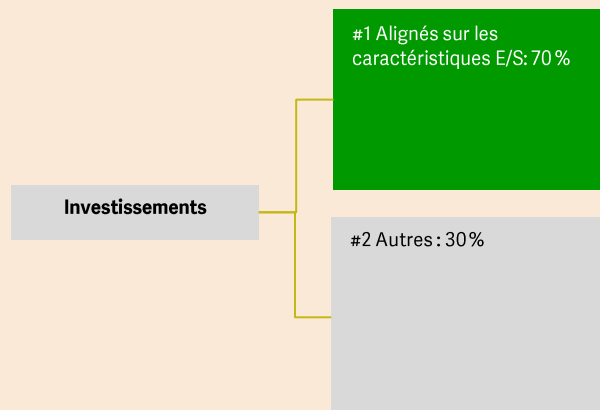 #1 Alignés sur les
caractéristiques E/S: 70 %
Investissements
#2 Autres : 30 %